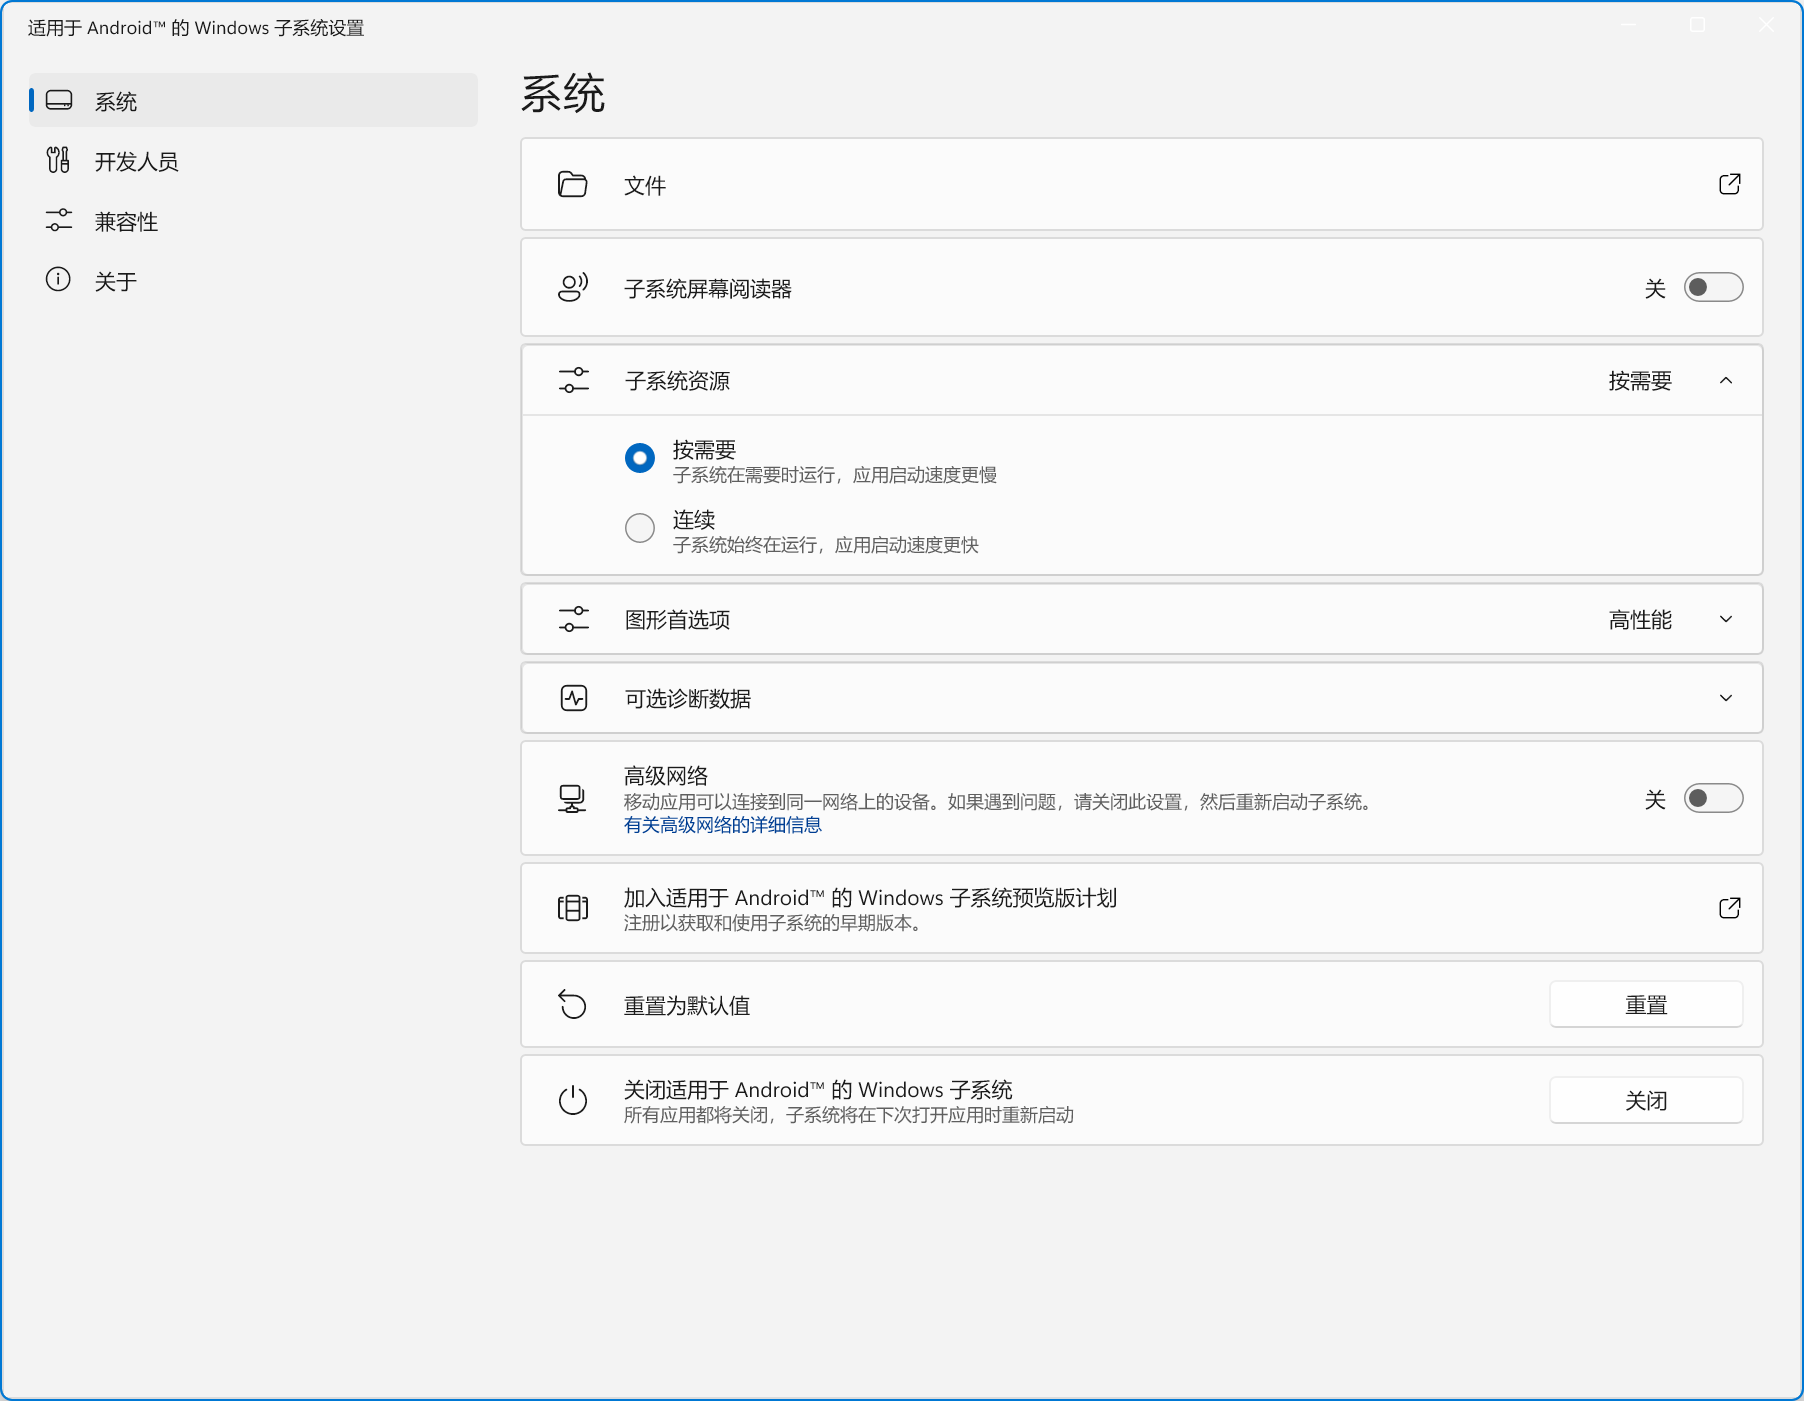 适用于 Android™ 的 Windows 子系统设置
系统
开发人员
兼容性
关于
系统
文件
子系统屏幕阅读器
关
子系统资源
按需要
按需要
子系统在需要时运行，应用启动速度更慢
连续
子系统始终在运行，应用启动速度更快
图形首选项
高性能
可选诊断数据
高级网络
移动应用可以连接到同一网络上的设备。如果遇到问题，请关闭此设置，然后重新启动子系统。
有关高级网络的详细信息
关
加入适用于 Android™ 的 Windows 子系统预览版计划
注册以获取和使用子系统的早期版本。
重置为默认值
重置
关闭适用于 Android™ 的 Windows 子系统
所有应用都将关闭，子系统将在下次打开应用时重新启动
关闭